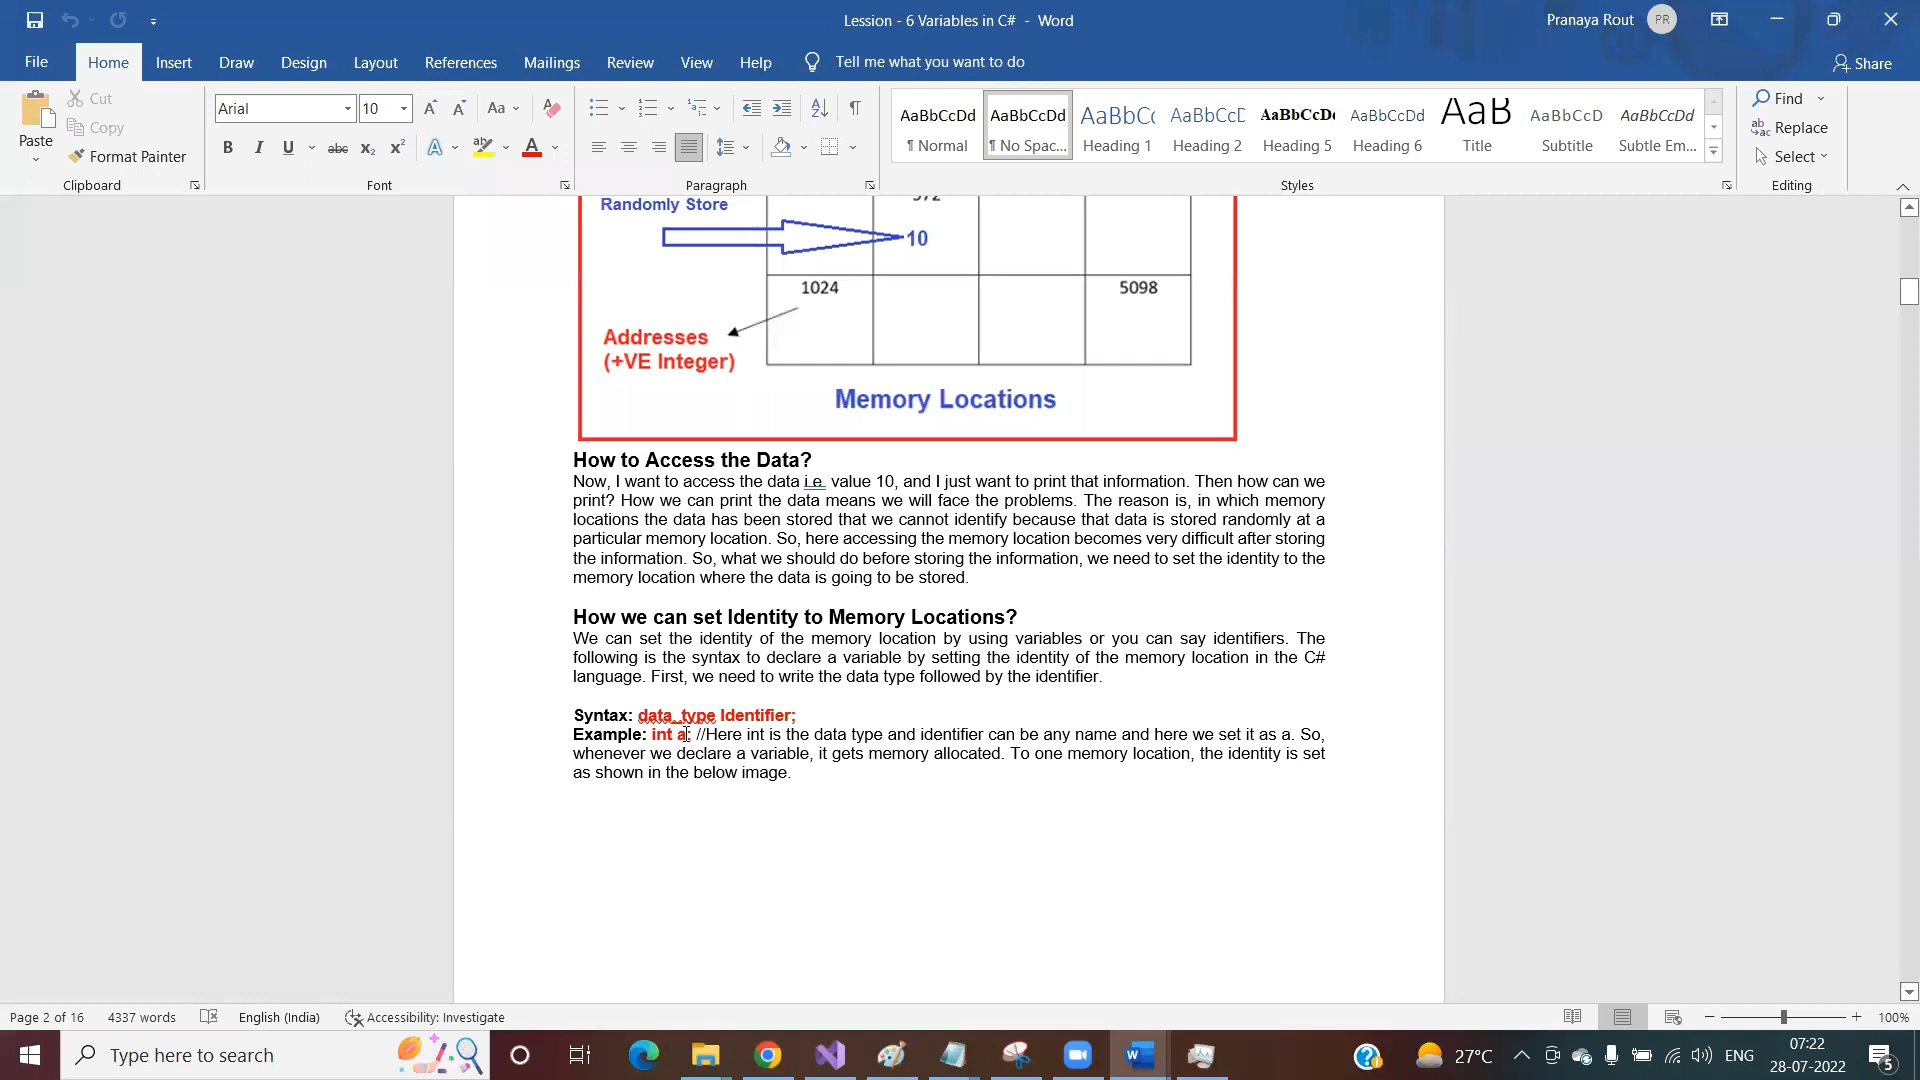 Lession - 6 Variables in C# - Word
Pranaya Rout PR
File Home Insert Draw Design Layout References Mailings Review View Help Tell me what you want to do Share
Paste
Cut
Copy
Format Painter
Clipboard
Arial 10
Font
Paragraph
AaBbCcDd AaBbCcDd AaBbCc AaBbCcD AaBbCcDc AaBbCcDd AaB AaBbCcD AaBbCcDd
¶ Normal ¶ No Spac... Heading 1 Heading 2 Heading 5 Heading 6 Title Subtitle Subtle Em...
Styles
Find
Replace
Select
Editing
Randomly Store 572
10
1024 5098
Addresses
(+VE Integer)
Memory Locations
How to Access the Data?
Now, I want to access the data i.e. value 10, and I just want to print that information. Then how can we
print? How we can print the data means we will face the problems. The reason is, in which memory
locations the data has been stored that we cannot identify because that data is stored randomly at a
particular memory location. So, here accessing the memory location becomes very difficult after storing
the information. So, what we should do before storing the information, we need to set the identity to the
memory location where the data is going to be stored.
How we can set Identity to Memory Locations?
We can set the identity of the memory location by using variables or you can say identifiers. The
following is the syntax to declare a variable by setting the identity of the memory location in the C#
language. First, we need to write the data type followed by the identifier.
Syntax: data_type Identifier;
Example: int a; //Here int is the data type and identifier can be any name and here we set it as a. So,
whenever we declare a variable, it gets memory allocated. To one memory location, the identity is set
as shown in the below image.
Page 2 of 16 4337 words English (India) Accessibility: Investigate 100%
Type here to search
27°C ENG
07:22
28-07-2022
5